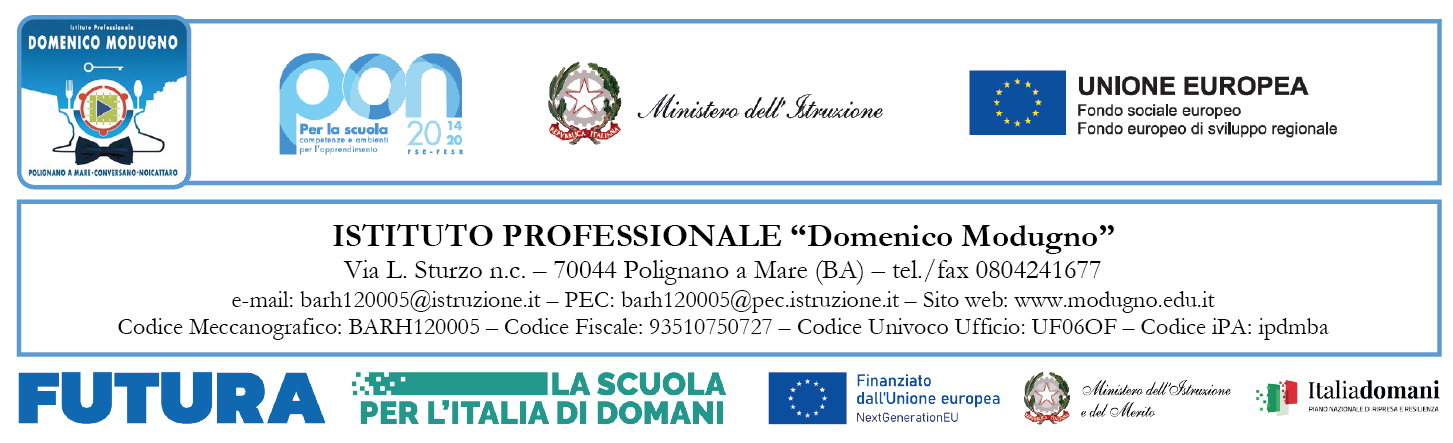 Istituto Professionale
DOMENICO MODUGNO
POLIGNANO A MARE-CONVERSANO-NOICATTARO
pon
Per la scuola
competenze e ambienti
per l'apprendimento
2014
20
FSE-FESR
REPVBBLICA ITALIANA
Ministero dell'Istruzione
UNIONE EUROPEA
Fondo sociale europeo
Fondo europeo di sviluppo regionale
ISTITUTO PROFESSIONALE “Domenico Modugno”
Via L. Sturzo n.c. – 70044 Polignano a Mare (BA) – tel./fax 0804241677
e-mail: barh120005@istruzione.it – PEC: barh120005@pec.istruzione.it – Sito web: www.modugno.edu.it
Codice Meccanografico: BARH120005 – Codice Fiscale: 93510750727 – Codice Univoco Ufficio: UF06OF – Codice iPA: ipdmba
FUTURA
LA SCUOLA
PER L'ITALIA DI DOMANI
Finanziato
dall'Unione europea
NextGenerationEU
Ministero dell'Istruzione
e del Merito
Italiadomani
PIANO NAZIONALE DI RIPRESA E RESILIENZA